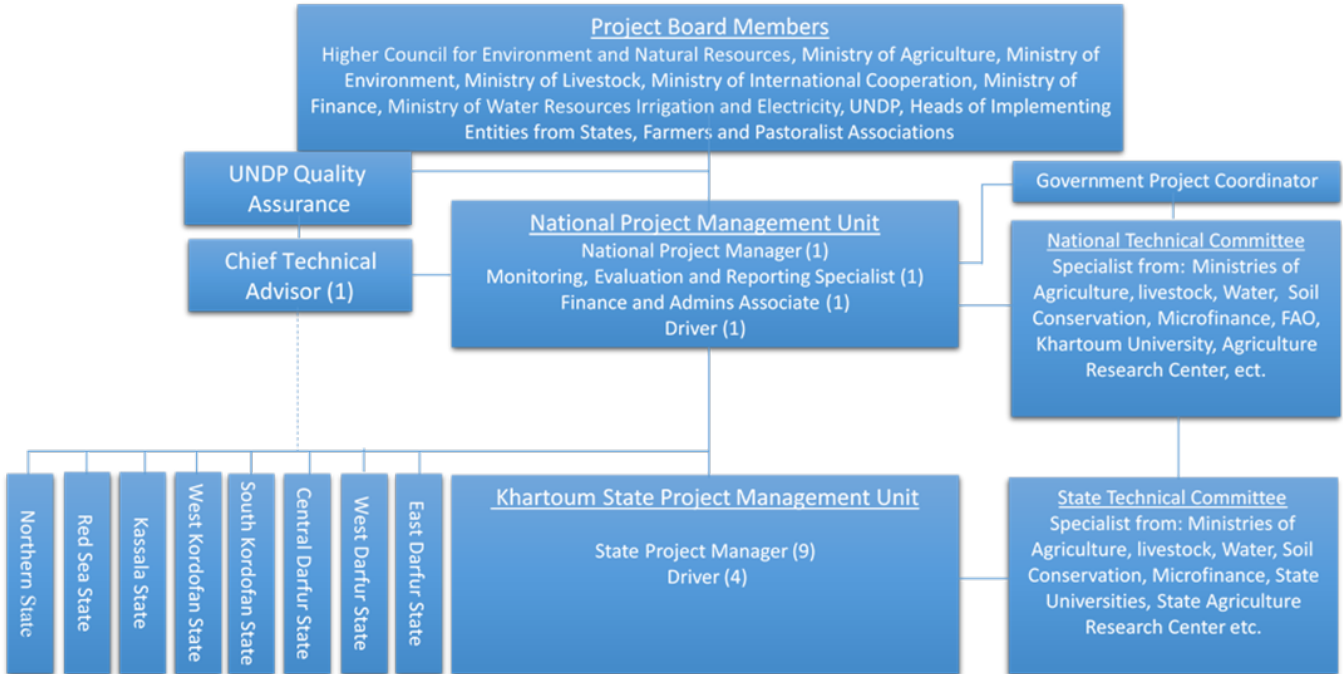 Project Board Members
Higher Council for Environment and Natural Resources, Ministry of Agriculture, Ministry of
Environment, Ministry of Livestock, Ministry of International Cooperation, Ministry of
Finance, Ministry of Water Resources Irrigation and Electricity, UNDP, Heads of Implementing
Entities from States, Farmers and Pastoralist Associations
UNDP Quality
Assurance
Government Project Coordinator
National Project Management Unit
National Project Manager (1)
Monitoring, Evaluation and Reporting Specialist (1)
Finance and Admins Associate (1)
Driver (1)
Chief Technical
Advisor (1)
National Technical Committee
Specialist from: Ministries of
Agriculture, livestock, Water, Soil
Conservation, Microfinance, FAO,
Khartoum University, Agriculture
Research Center, ect.
Northern State
Red Sea State
Kassala State
West Kordofan State
South Kordofan State
Central Darfur State
West Darfur State
East Darfur State
Khartoum State Project Management Unit
State Project Manager (9)
Driver (4)
State Technical Committee
Specialist from: Ministries of
Agriculture, livestock, Water, Soil
Conservation, Microfinance, State
Universities, State Agriculture
Research Center etc.